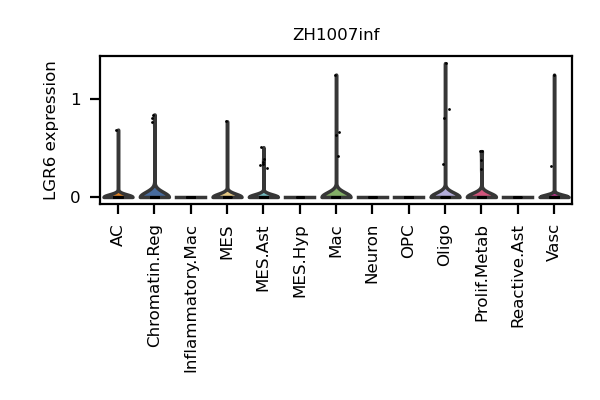 ZH1007inf
LGR6 expression
1
0
AC
Chromatin.Reg
Inflammatory.Mac
MES
MES.Ast
MES.Hyp
Mac
Neuron
OPC
Oligo
Prolif.Metab
Reactive.Ast
Vasc